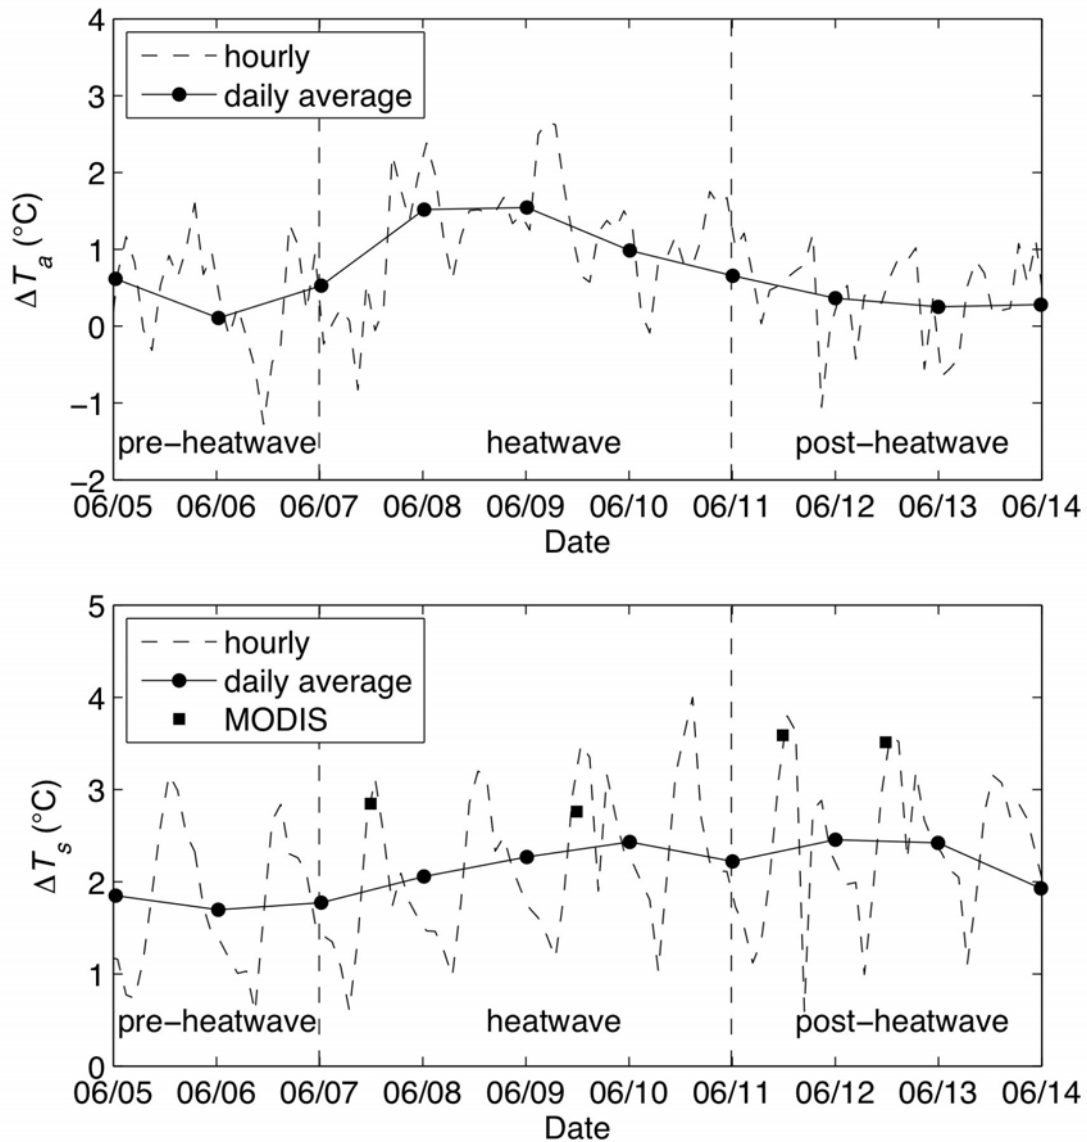 4
hourly
daily average
3
2
1
0
−1
−2
ΔTa (°C)
pre−heatwave heatwave post−heatwave
06/05 06/06 06/07 06/08 06/09 06/10 06/11 06/12 06/13 06/14
Date
5
hourly
daily average
MODIS
4
3
2
1
0
ΔTs (°C)
pre−heatwave heatwave post−heatwave
06/05 06/06 06/07 06/08 06/09 06/10 06/11 06/12 06/13 06/14
Date